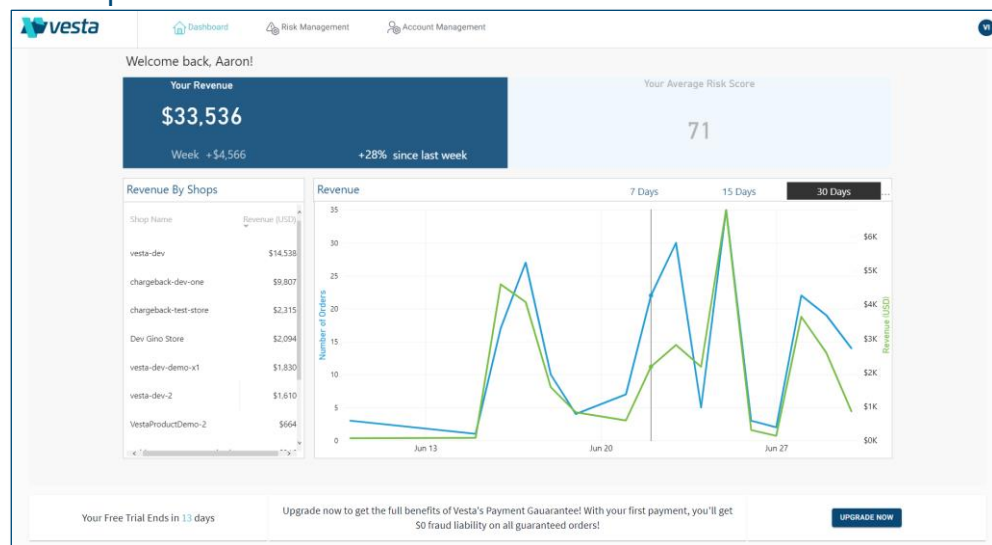 vesta
Dashboard
Risk Management
Account Management
VI
Welcome back, Aaron!
Your Revenue
$33,536
Week +$4,566
+28% since last week
Your Average Risk Score
71
Revenue By Shops
Shop Name Revenue (USD)
vesta-dev $14,538
chargeback-dev-one $9,807
chargeback-test-store $2,315
Dev Gino Store $2,094
vesta-dev-demo-x1 $1,830
vesta-dev-2 $1,610
VestaProductDemo-2 $664
Revenue
7 Days
15 Days
30 Days
...
Number of Orders
35
30
25
20
15
10
5
0
Jun 13
Jun 20
Jun 27
$6K
$5K
$4K
$3K
$2K
$1K
$0K
Revenue (USD)
Your Free Trial Ends in 13 days
Upgrade now to get the full benefits of Vesta's Payment Gauarantee! With your first payment, you'll get
$0 fraud liability on all guaranteed orders!
UPGRADE NOW